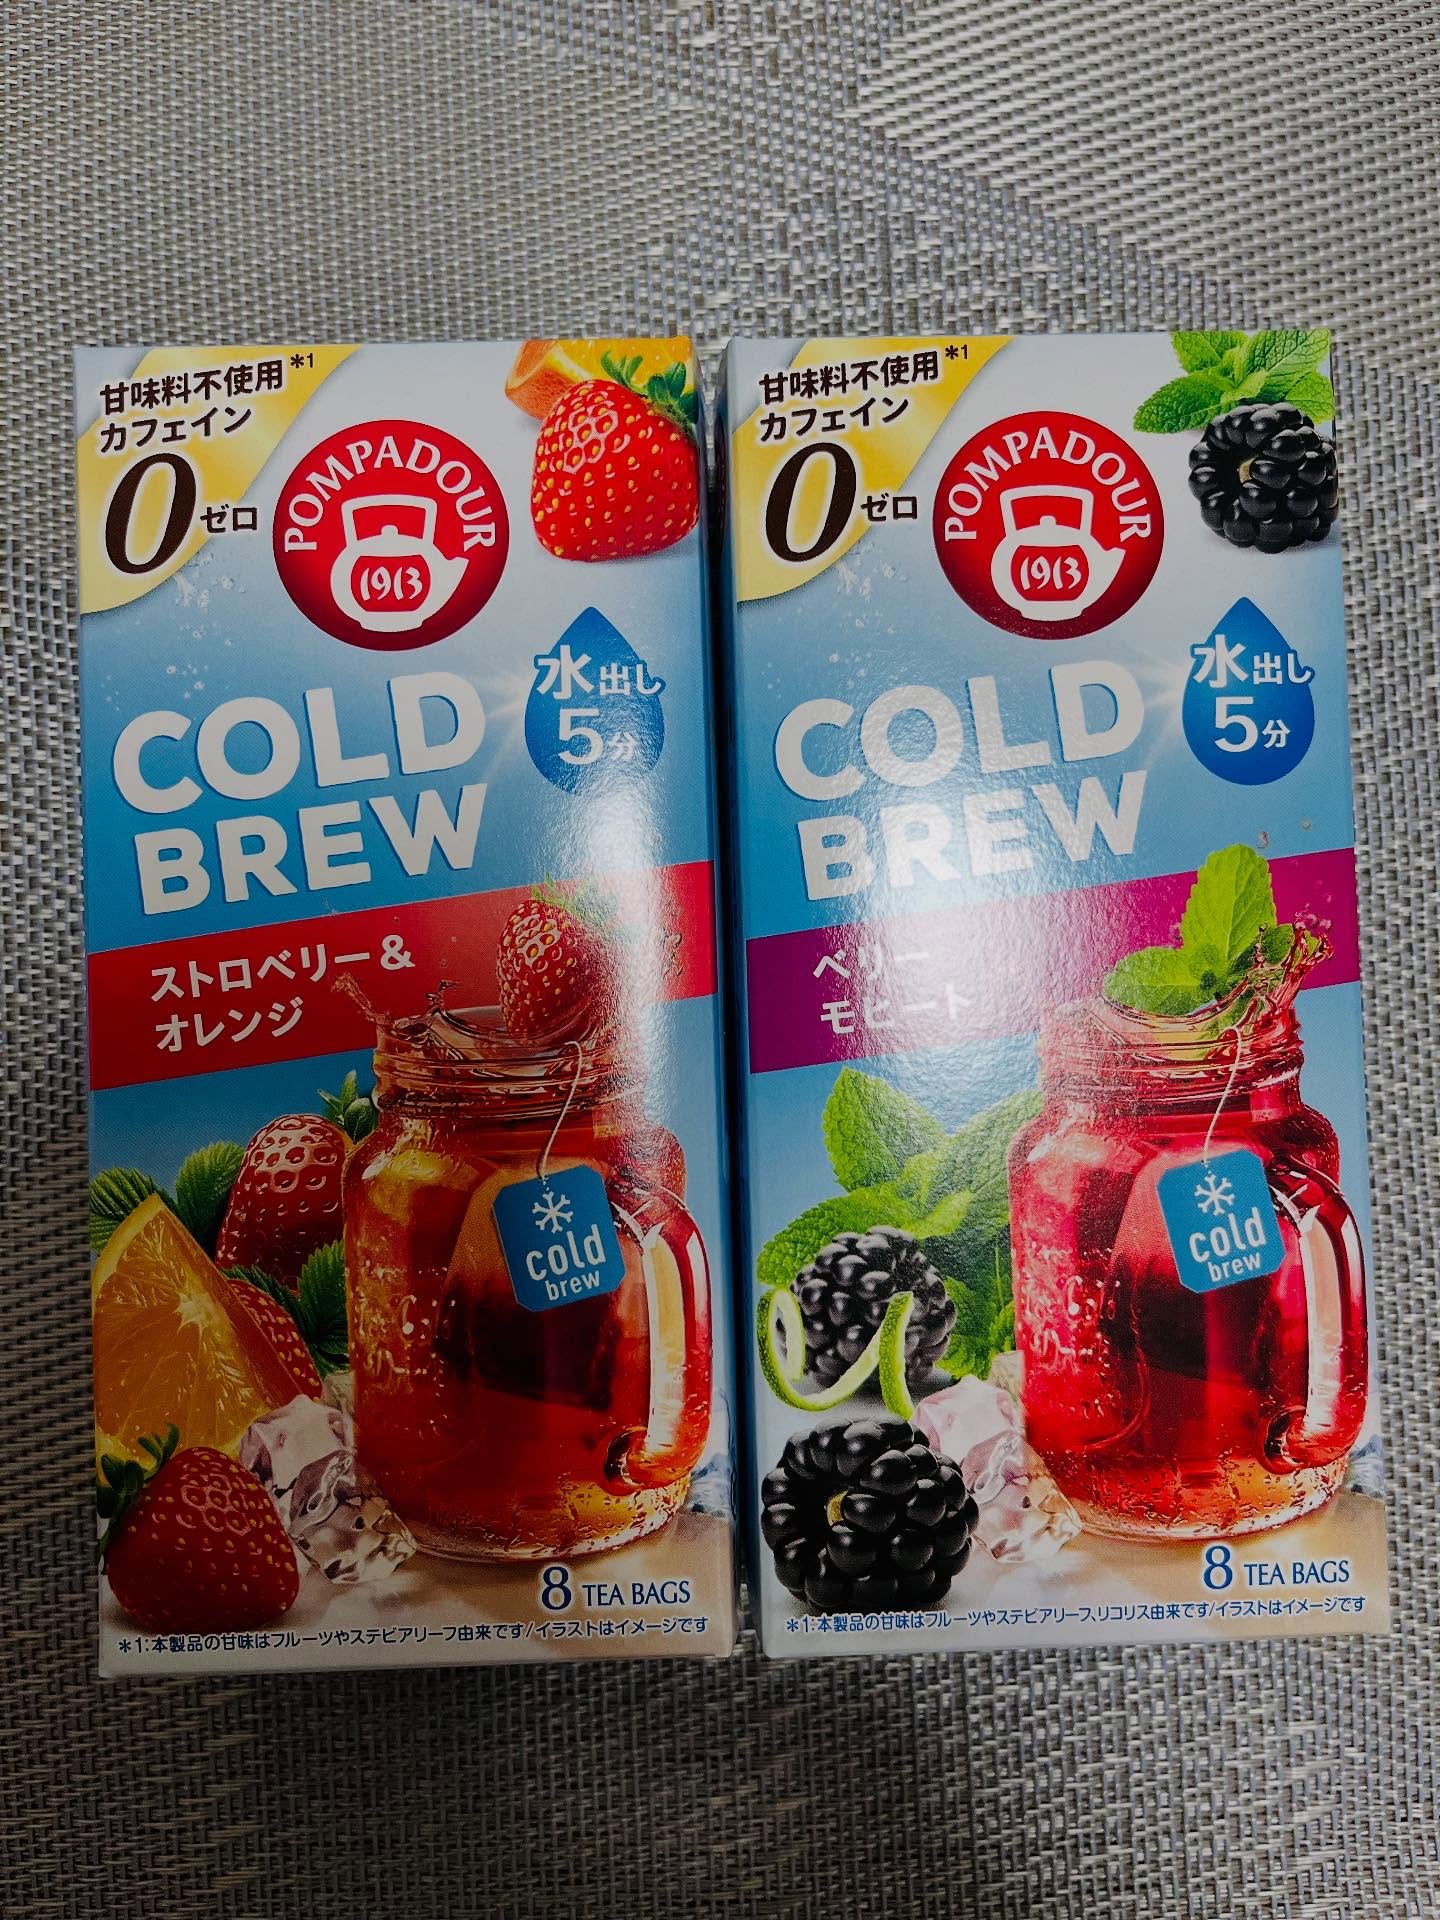 甘味料不使用*1
カフェイン
0ゼロ
POMPADOUR
1913
水出し
5分
COLD
BREW
ストロベリー&
オレンジ
cold
brew
8 TEA BAGS
*1:本製品の甘味はフルーツやステビアリーフ由来です/イラストはイメージです
甘味料不使用*1
カフェイン
0ゼロ
POMPADOUR
1913
水出し
5分
COLD
BREW
ベリー
モヒート
cold
brew
8 TEA BAGS
*1:本製品の甘味はフルーツやステビアリーフ、リコリス由来です/イラストはイメージです